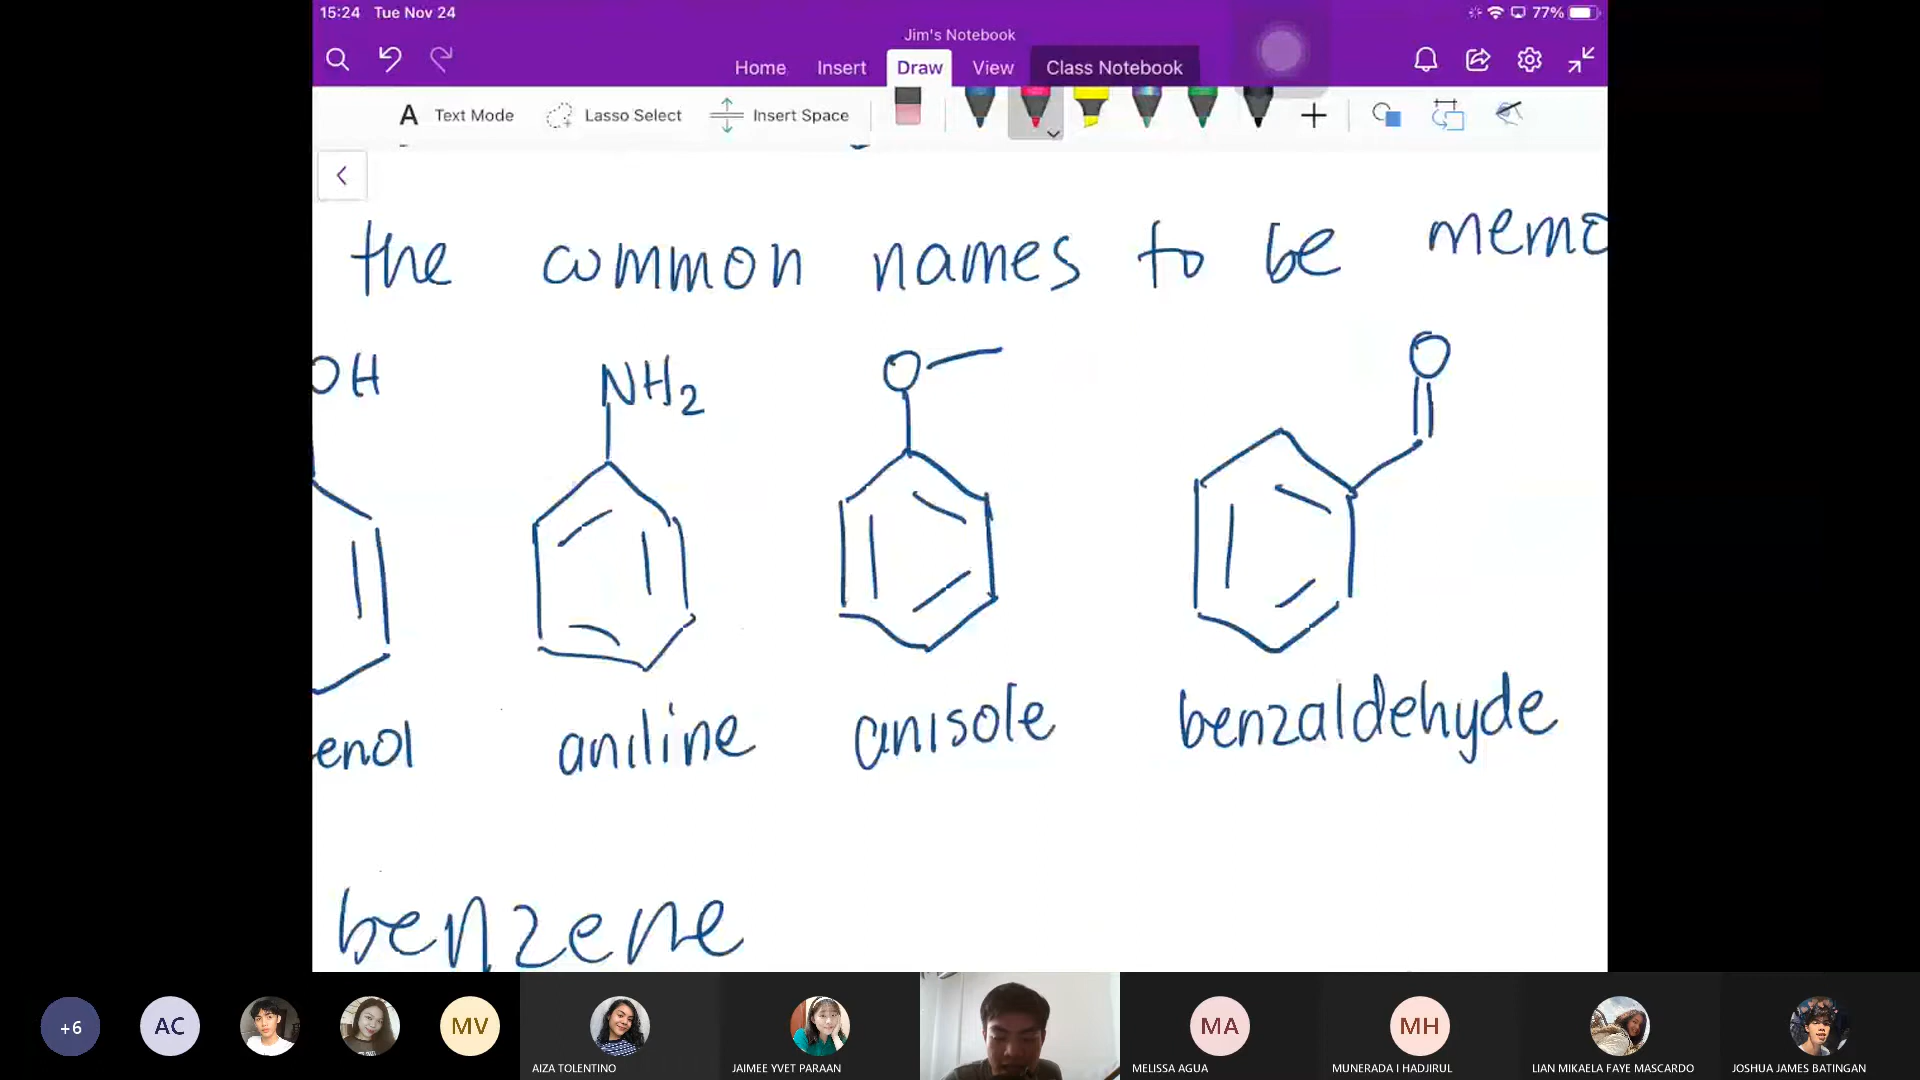 15:24 Tue Nov 24
77%
Jim's Notebook
Home Insert Draw View Class Notebook
A Text Mode Lasso Select Insert Space
the common names to be memo
OH
NH2
O
O
enol aniline anisole benzaldehyde
benzene
+6 AC MV MA MH
AIZA TOLENTINO JAIMEE YVET PARAAN MELISSA AGUA MUNERADA I HADJIRUL LIAN MIKAELA FAYE MASCARDO JOSHUA JAMES BATINGAN